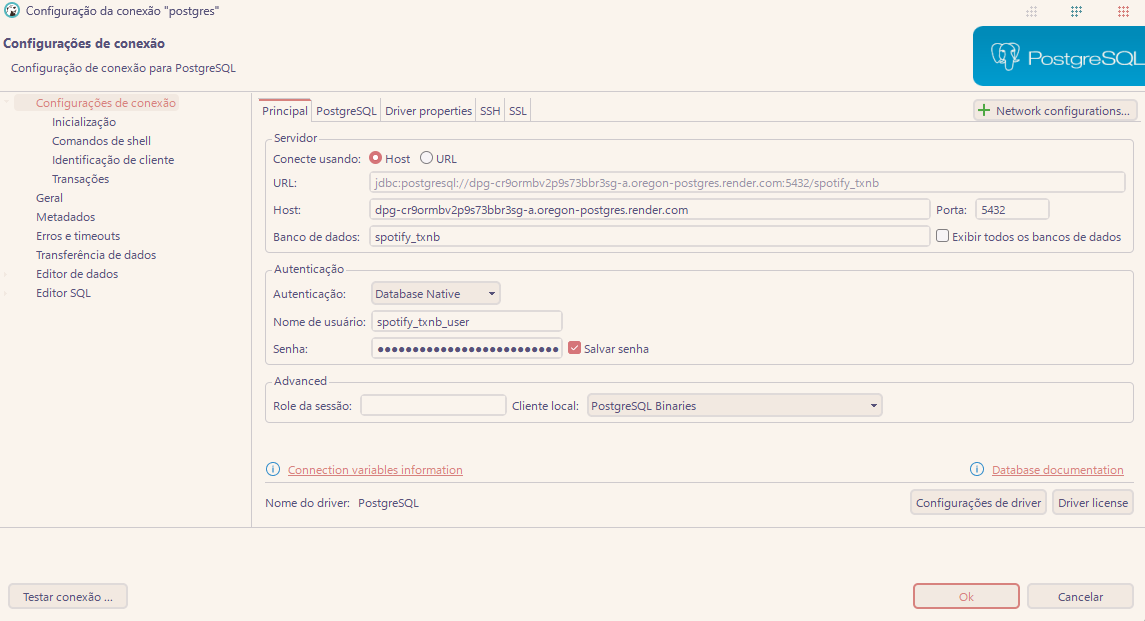 Configuração da conexão "postgres"
Configurações de conexão
Configuração de conexão para PostgreSQL
PostgreSQL
Configurações de conexão
Inicialização
Comandos de shell
Identificação de cliente
Transações
Geral
Metadados
Erros e timeouts
Transferência de dados
Editor de dados
Editor SQL
Principal PostgreSQL Driver properties SSH SSL
Network configurations...
Servidor
Conecte usando: Host URL
URL: jdbc:postgresql://dpg-cr9ormbv2p9s73bbr3sg-a.oregon-postgres.render.com:5432/spotify_txnb
Host: dpg-cr9ormbv2p9s73bbr3sg-a.oregon-postgres.render.com Porta: 5432
Banco de dados: spotify_txnb Exibir todos os bancos de dados
Autenticação
Autenticação: Database Native
Nome de usuário: spotify_txnb_user
Senha: ●●●●●●●●●●●●●●●●●●●●●●●●●● Salvar senha
Advanced
Role da sessão: Cliente local: PostgreSQL Binaries
Connection variables information Database documentation
Nome do driver: PostgreSQL Configurações de driver Driver license
Testar conexão ... Ok Cancelar